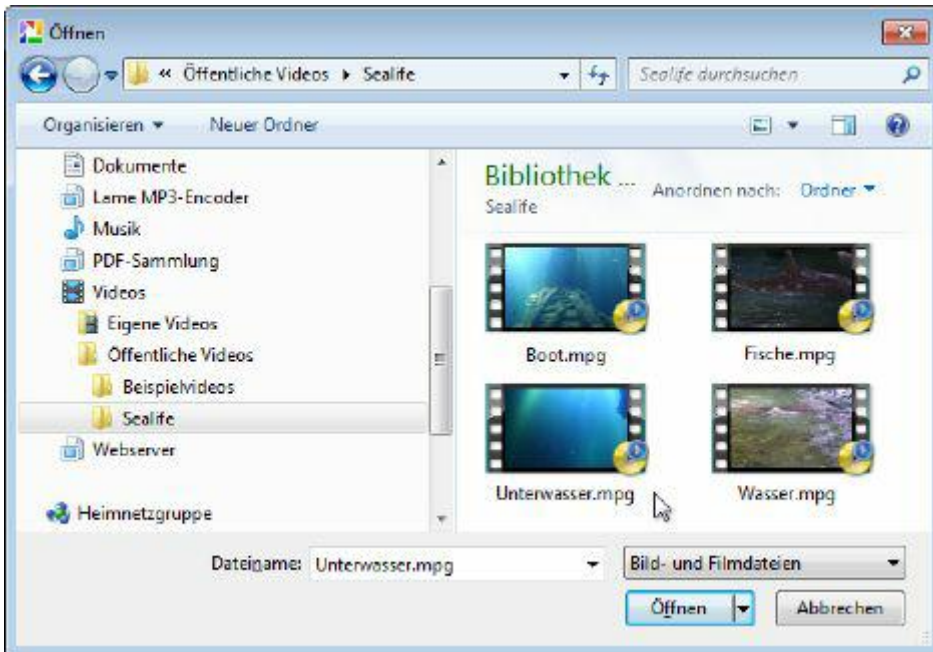 Öffnen
« Öffentliche Videos Sealife
Sealife durchsuchen
Organisieren
Neuer Ordner
Dokumente
Lame MP3-Encoder
Musik
PDF-Sammlung
Videos
Eigene Videos
Öffentliche Videos
Beispielvideos
Sealife
Webserver
Heimnetzgruppe
Bibliothek ...
Sealife
Anordnen nach: Ordner
Boot.mpg
Fische.mpg
Unterwasser.mpg
Wasser.mpg
Dateiname: Unterwasser.mpg
Bild- und Filmdateien
Öffnen
Abbrechen